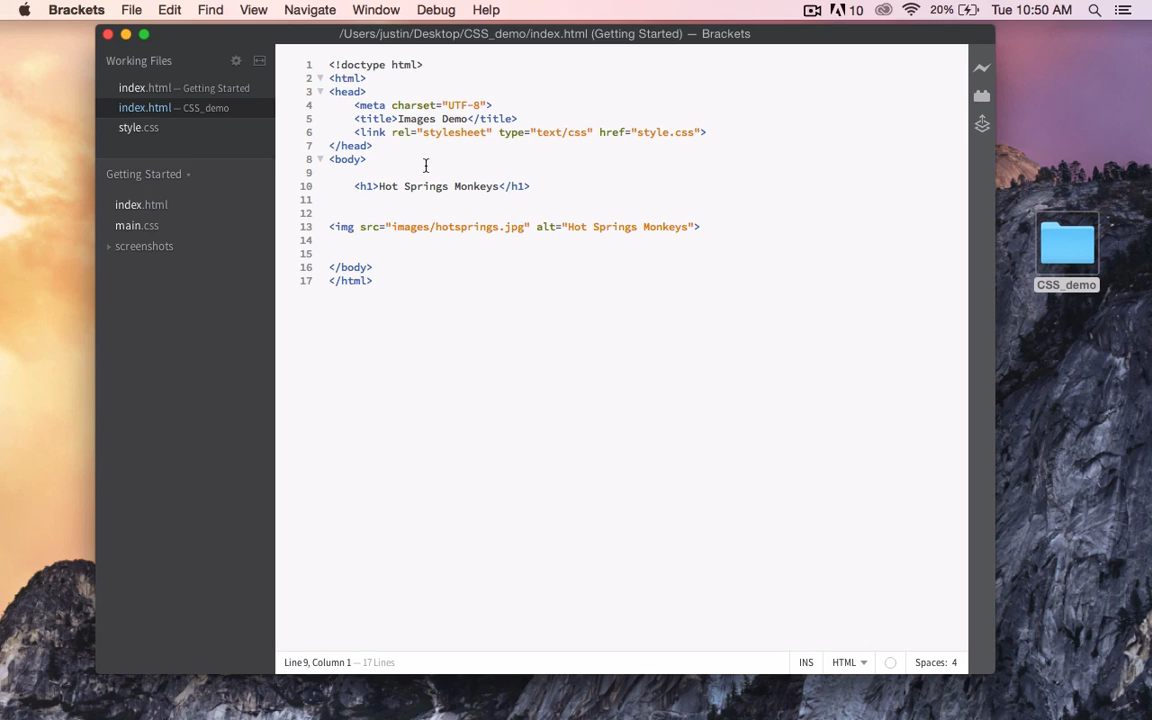 Brackets File Edit Find View Navigate Window Debug Help 10 20% Tue 10:50 AM
/Users/justin/Desktop/CSS_demo/index.html (Getting Started) — Brackets
Working Files
index.html — Getting Started
index.html — CSS_demo
style.css
Getting Started
index.html
main.css
screenshots
1 <!doctype html>
2 <html>
3 <head>
4 <meta charset="UTF-8">
5 <title>Images Demo</title>
6 <link rel="stylesheet" type="text/css" href="style.css">
7 </head>
8 <body>
9
10 <h1>Hot Springs Monkeys</h1>
11
12
13 <img src="images/hotsprings.jpg" alt="Hot Springs Monkeys">
14
15
16 </body>
17 </html>
CSS_demo
Line 9, Column 1 — 17 Lines INS HTML Spaces: 4